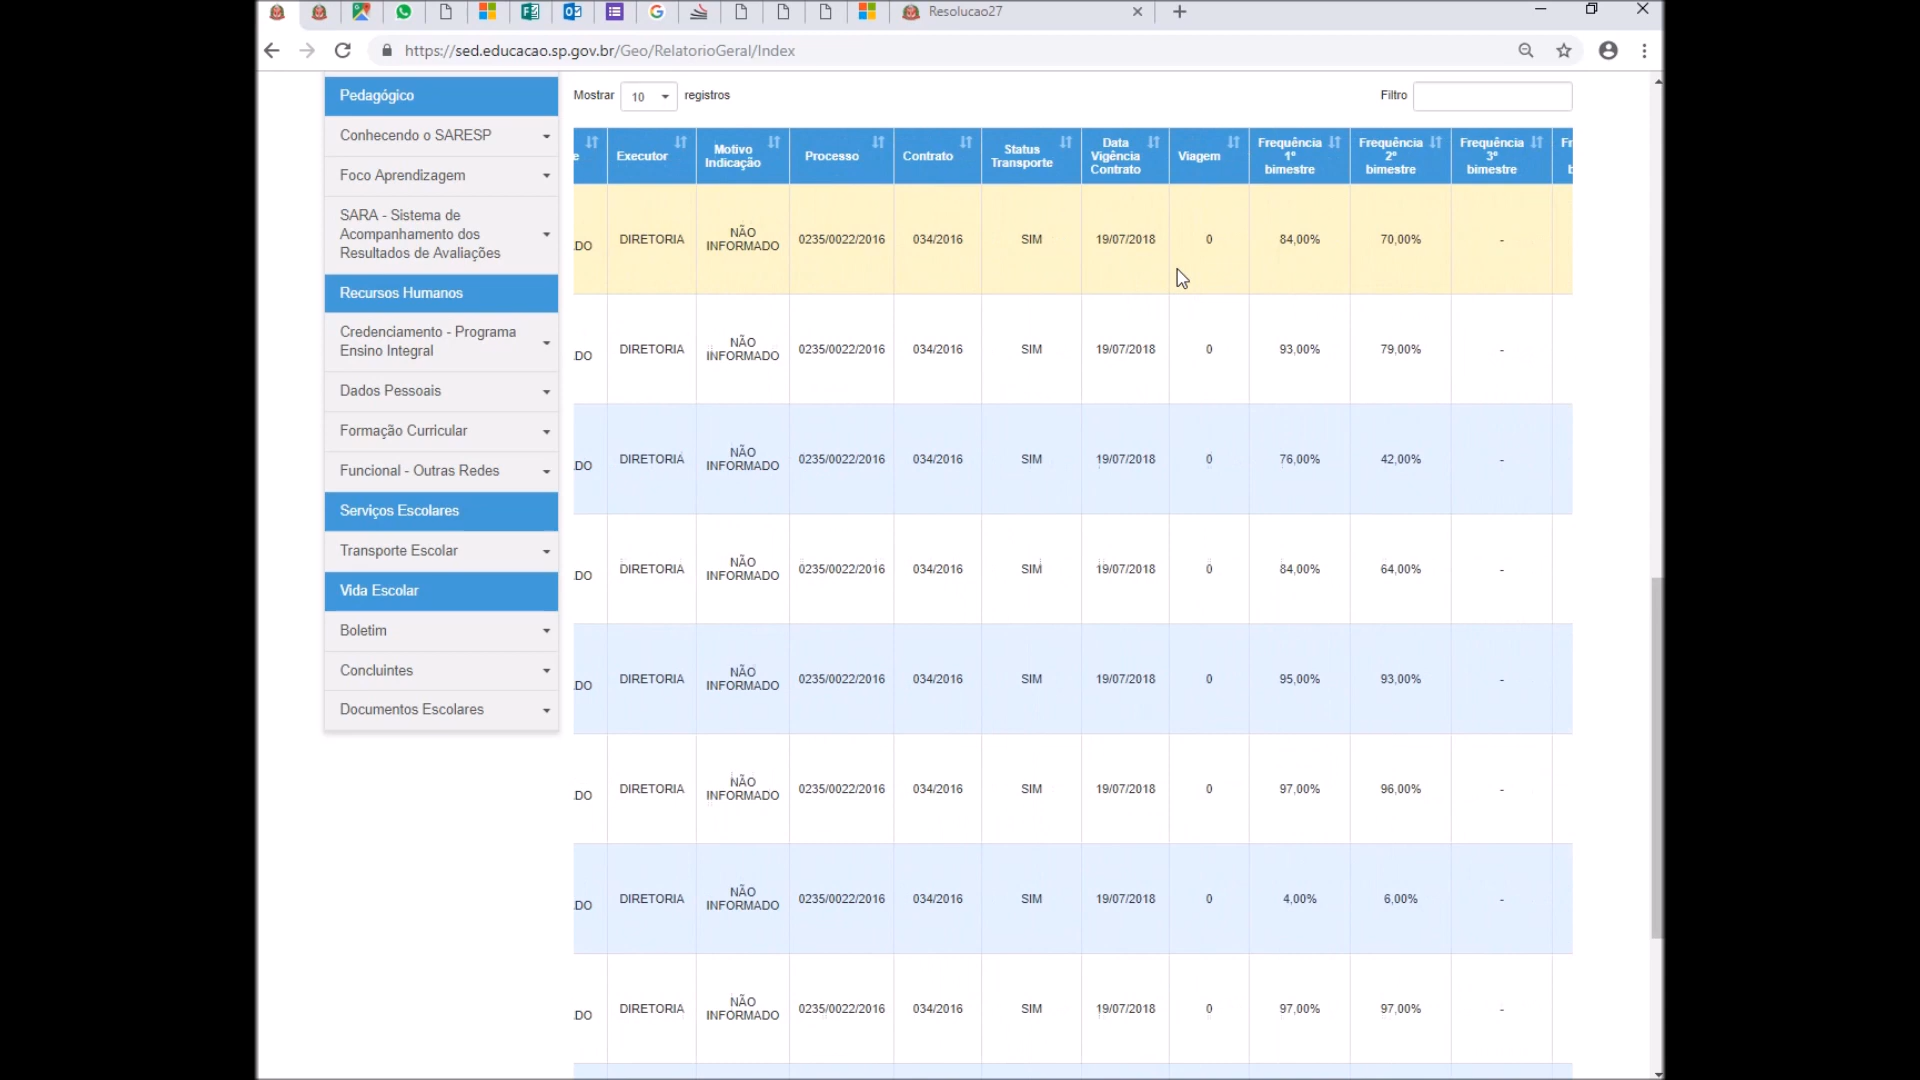 Resolucao27
https://sed.educacao.sp.gov.br/Geo/RelatorioGeral/Index
Pedagógico
Conhecendo o SARESP
Foco Aprendizagem
SARA - Sistema de
Acompanhamento dos
Resultados de Avaliações
Recursos Humanos
Credenciamento - Programa
Ensino Integral
Dados Pessoais
Formação Curricular
Funcional - Outras Redes
Serviços Escolares
Transporte Escolar
Vida Escolar
Boletim
Concluintes
Documentos Escolares
Mostrar 10 registros
Filtro
e Executor Motivo Indicação Processo Contrato Status Transporte Data Vigência Contrato Viagem Frequência 1º bimestre Frequência 2º bimestre Frequência 3º bimestre
DO DIRETORIA NÃO INFORMADO 0235/0022/2016 034/2016 SIM 19/07/2018 0 84,00% 70,00% -
DO DIRETORIA NÃO INFORMADO 0235/0022/2016 034/2016 SIM 19/07/2018 0 93,00% 79,00% -
DO DIRETORIA NÃO INFORMADO 0235/0022/2016 034/2016 SIM 19/07/2018 0 76,00% 42,00% -
DO DIRETORIA NÃO INFORMADO 0235/0022/2016 034/2016 SIM 19/07/2018 0 84,00% 64,00% -
DO DIRETORIA NÃO INFORMADO 0235/0022/2016 034/2016 SIM 19/07/2018 0 95,00% 93,00% -
DO DIRETORIA NÃO INFORMADO 0235/0022/2016 034/2016 SIM 19/07/2018 0 97,00% 96,00% -
DO DIRETORIA NÃO INFORMADO 0235/0022/2016 034/2016 SIM 19/07/2018 0 4,00% 6,00% -
DO DIRETORIA NÃO INFORMADO 0235/0022/2016 034/2016 SIM 19/07/2018 0 97,00% 97,00% -